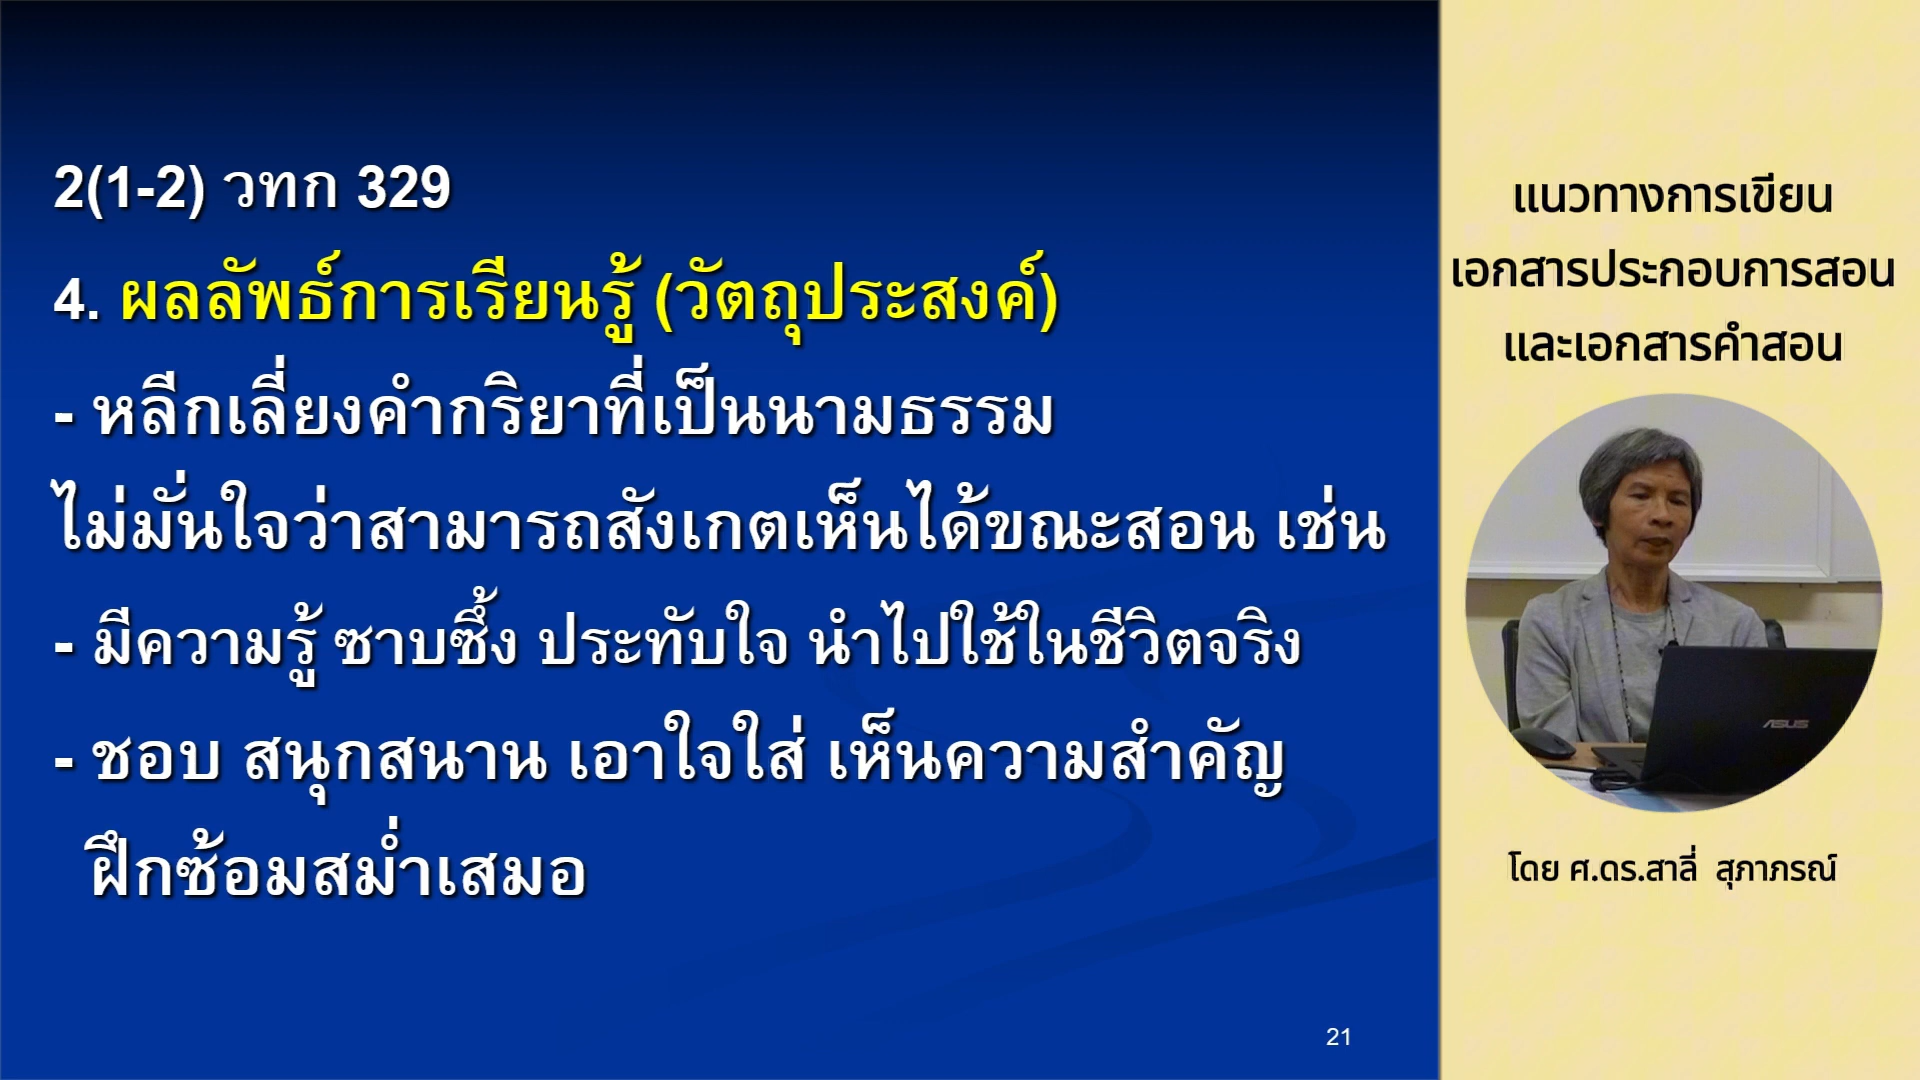 2(1-2) วทก 329
4. ผลลัพธ์การเรียนรู้ (วัตถุประสงค์)
- หลีกเลี่ยงคำกริยาที่เป็นนามธรรม
ไม่มั่นใจว่าสามารถสังเกตเห็นได้ขณะสอน เช่น
- มีความรู้ ซาบซึ้ง ประทับใจ นำไปใช้ในชีวิตจริง
- ชอบ สนุกสนาน เอาใจใส่ เห็นความสำคัญ
ฝึกซ้อมสม่ำเสมอ
21
แนวทางการเขียน
เอกสารประกอบการสอน
และเอกสารคำสอน
ASUS
โดย ศ.ดร.สาลี่ สุภาภรณ์